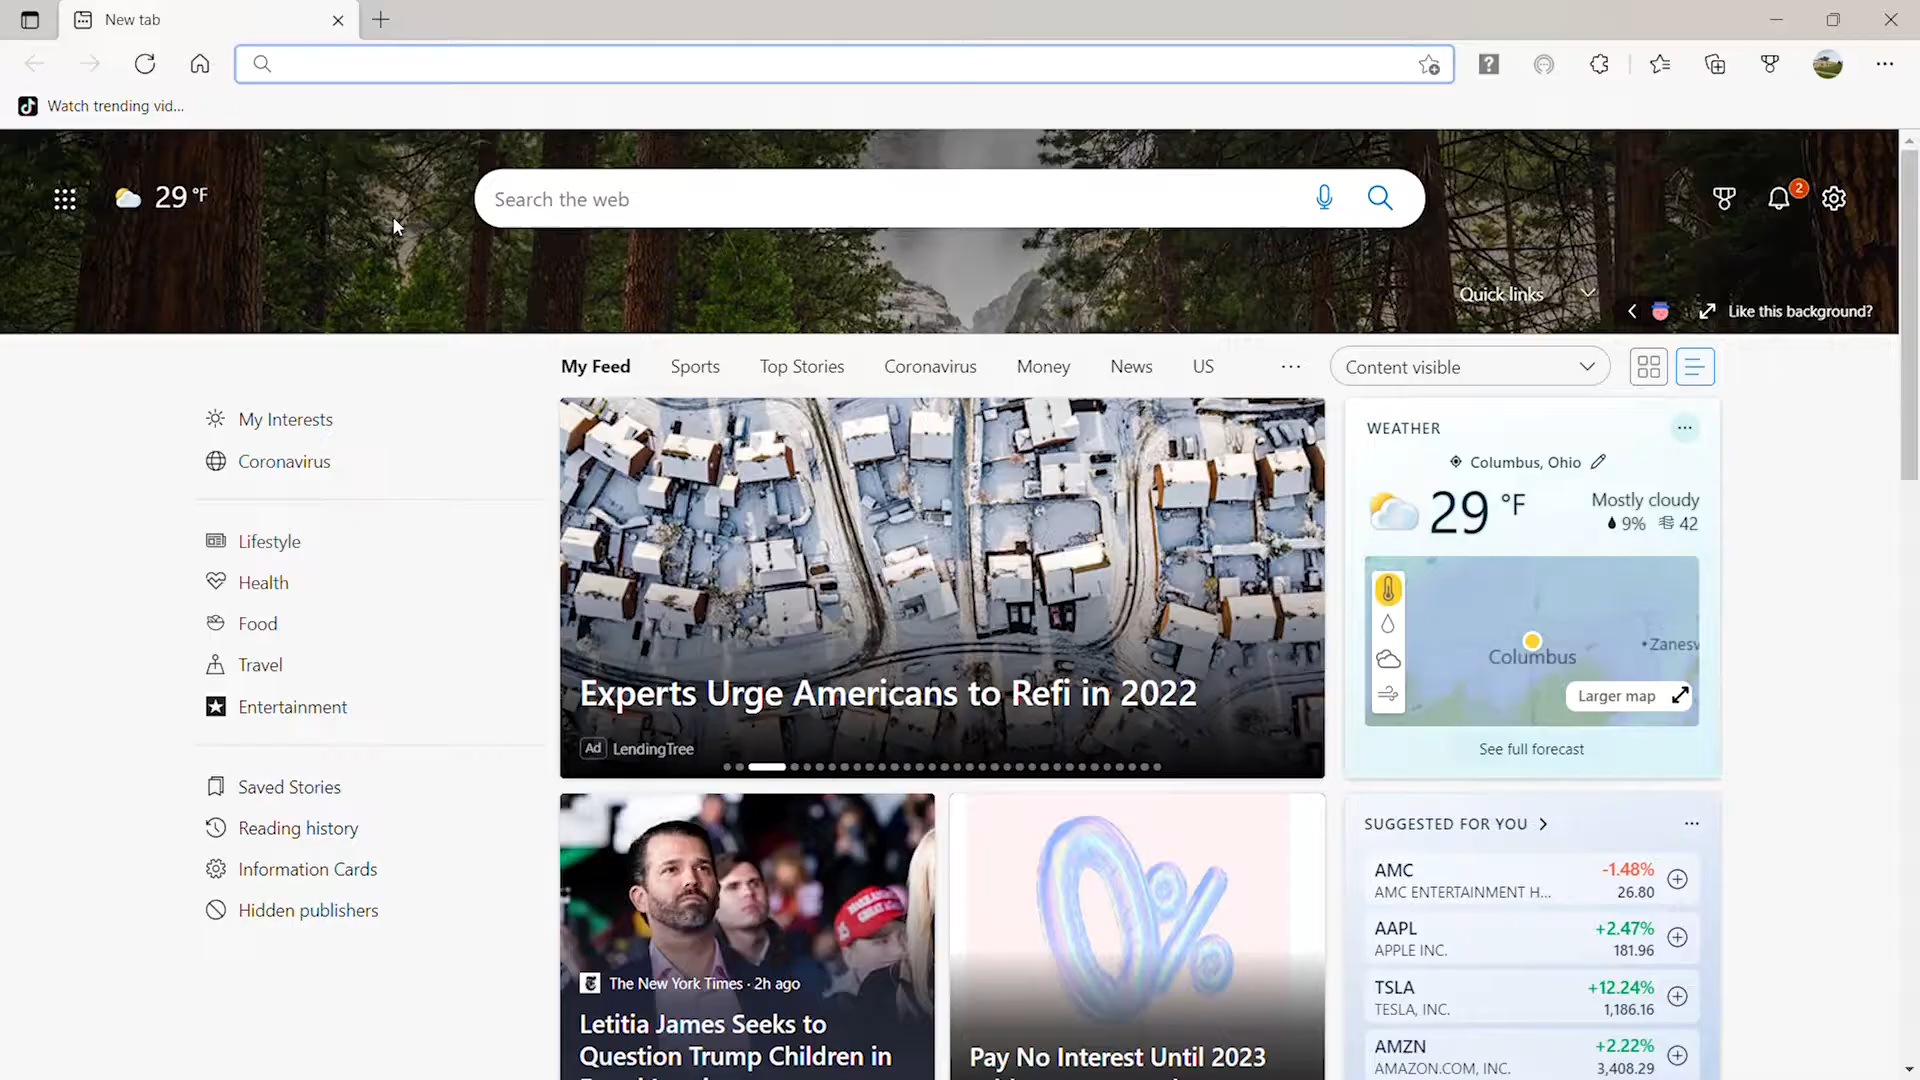 New tab
Watch trending vid...
29 °F
Search the web
2
Quick links
Like this background?
My Feed
Sports
Top Stories
Coronavirus
Money
News
US
Content visible
My Interests
Coronavirus
Lifestyle
Health
Food
Travel
Entertainment
Saved Stories
Reading history
Information Cards
Hidden publishers
Experts Urge Americans to Refi in 2022
Ad LendingTree
WEATHER
Columbus, Ohio
29 °F
Mostly cloudy
9% 42
Zanesv
Columbus
Larger map
See full forecast
The New York Times · 2h ago
Letitia James Seeks to
Question Trump Children in
0%
Pay No Interest Until 2023
SUGGESTED FOR YOU
AMC -1.48%
AMC ENTERTAINMENT H... 26.80
AAPL +2.47%
APPLE INC. 181.96
TSLA +12.24%
TESLA, INC. 1,186.16
AMZN +2.22%
AMAZON.COM, INC. 3,408.29